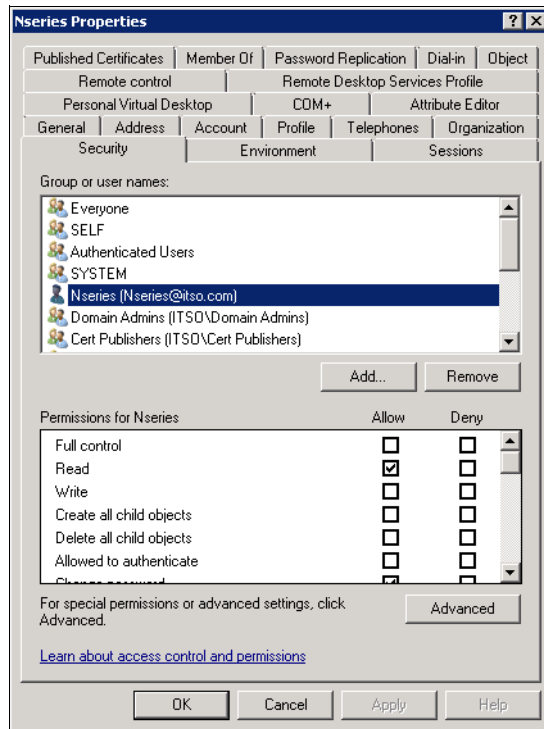 Nseries Properties
Published Certificates Member Of Password Replication Dial-in Object
Remote control Remote Desktop Services Profile
Personal Virtual Desktop COM+ Attribute Editor
General Address Account Profile Telephones Organization
Security Environment Sessions
Group or user names:
Everyone
SELF
Authenticated Users
SYSTEM
Nseries (Nseries@itso.com)
Domain Admins (ITSO\Domain Admins)
Cert Publishers (ITSO\Cert Publishers)
Add... Remove
Permissions for Nseries Allow Deny
Full control
Read
Write
Create all child objects
Delete all child objects
Allowed to authenticate
Change password
For special permissions or advanced settings, click
Advanced.
Advanced
Learn about access control and permissions
OK Cancel Apply Help